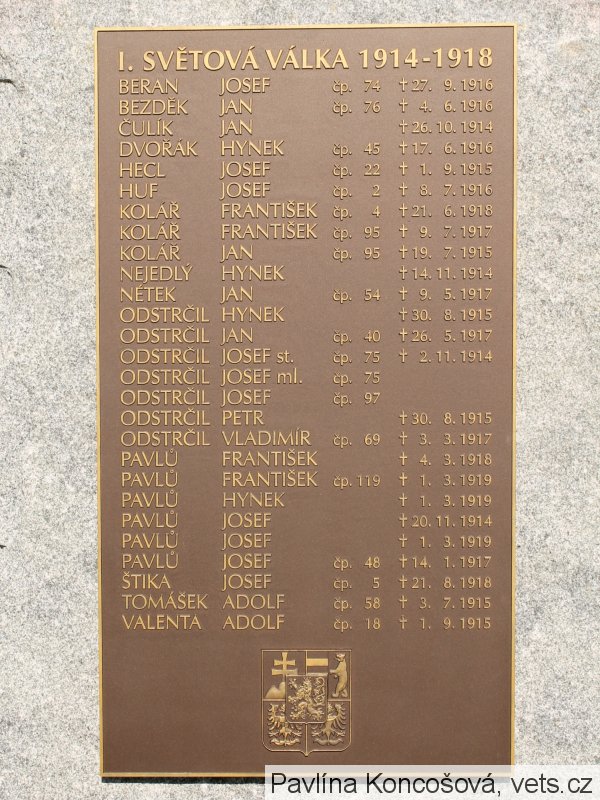 I. SVĚTOVÁ VÁLKA 1914-1918
BERAN JOSEF čp. 74 †27. 9. 1916
BEZDĚK JAN čp. 76 † 4. 6. 1916
ČULÍK JAN †26. 10. 1914
DVOŘÁK HYNEK čp. 45 †17. 6. 1916
HECL JOSEF čp. 22 † 1. 9. 1915
HUF JOSEF čp. 2 † 8. 7. 1916
KOLÁŘ FRANTIŠEK čp. 4 †21. 6. 1918
KOLÁŘ FRANTIŠEK čp. 95 † 9. 7. 1917
KOLÁŘ JAN čp. 95 †19. 7. 1915
NEJEDLÝ HYNEK †14. 11. 1914
NÉTEK JAN čp. 54 † 9. 5. 1917
ODSTRČIL HYNEK †30. 8. 1915
ODSTRČIL JAN čp. 40 †26. 5. 1917
ODSTRČIL JOSEF st. čp. 75 † 2. 11. 1914
ODSTRČIL JOSEF ml. čp. 75
ODSTRČIL JOSEF čp. 97
ODSTRČIL PETR †30. 8. 1915
ODSTRČIL VLADIMÍR čp. 69 † 3. 3. 1917
PAVLŮ FRANTIŠEK † 4. 3. 1918
PAVLŮ FRANTIŠEK čp. 119 † 1. 3. 1919
PAVLŮ HYNEK † 1. 3. 1919
PAVLŮ JOSEF †20. 11. 1914
PAVLŮ JOSEF † 1. 3. 1919
PAVLŮ JOSEF čp. 48 †14. 1. 1917
ŠTIKA JOSEF čp. 5 †21. 8. 1918
TOMÁŠEK ADOLF čp. 58 † 3. 7. 1915
VALENTA ADOLF čp. 18 † 1. 9. 1915
Pavlína Koncošová, vets.cz